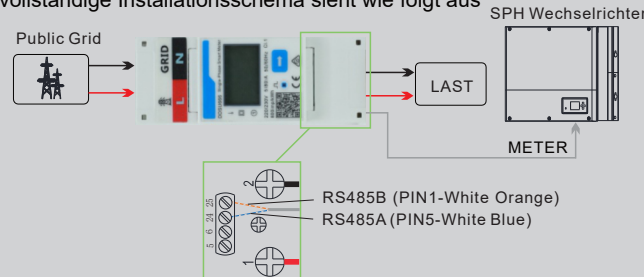 vollständige Installationsschema sieht wie folgt aus
SPH Wechselrichter
Public Grid
GRID
L N
LAST
METER
2
25
24
6
5
1
RS485B (PIN1-White Orange)
RS485A (PIN5-White Blue)